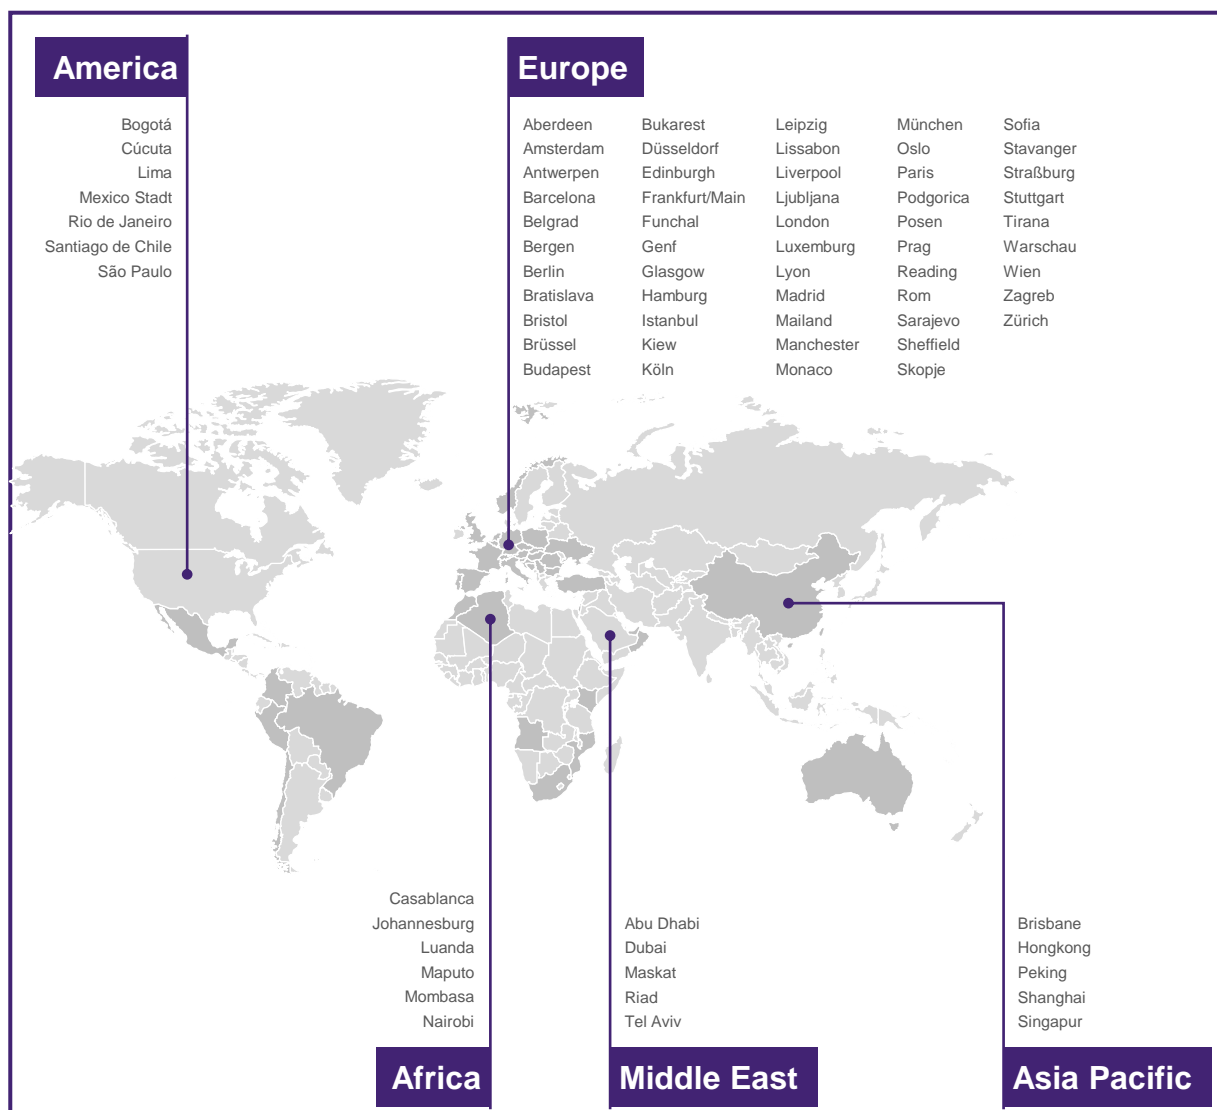 America
Bogotá
Cúcuta
Lima
Mexico Stadt
Rio de Janeiro
Santiago de Chile
São Paulo
Europe
Aberdeen
Amsterdam
Antwerpen
Barcelona
Belgrad
Bergen
Berlin
Bratislava
Bristol
Brüssel
Budapest
Bukarest
Düsseldorf
Edinburgh
Frankfurt/Main
Funchal
Genf
Glasgow
Hamburg
Istanbul
Kiew
Köln
Leipzig
Lissabon
Liverpool
Ljubljana
London
Luxemburg
Lyon
Madrid
Mailand
Manchester
Monaco
München
Oslo
Paris
Podgorica
Posen
Prag
Reading
Rom
Sarajevo
Sheffield
Skopje
Sofia
Stavanger
Straßburg
Stuttgart
Tirana
Warschau
Wien
Zagreb
Zürich
Casablanca
Johannesburg
Luanda
Maputo
Mombasa
Nairobi
Africa
Abu Dhabi
Dubai
Maskat
Riad
Tel Aviv
Middle East
Brisbane
Hongkong
Peking
Shanghai
Singapur
Asia Pacific